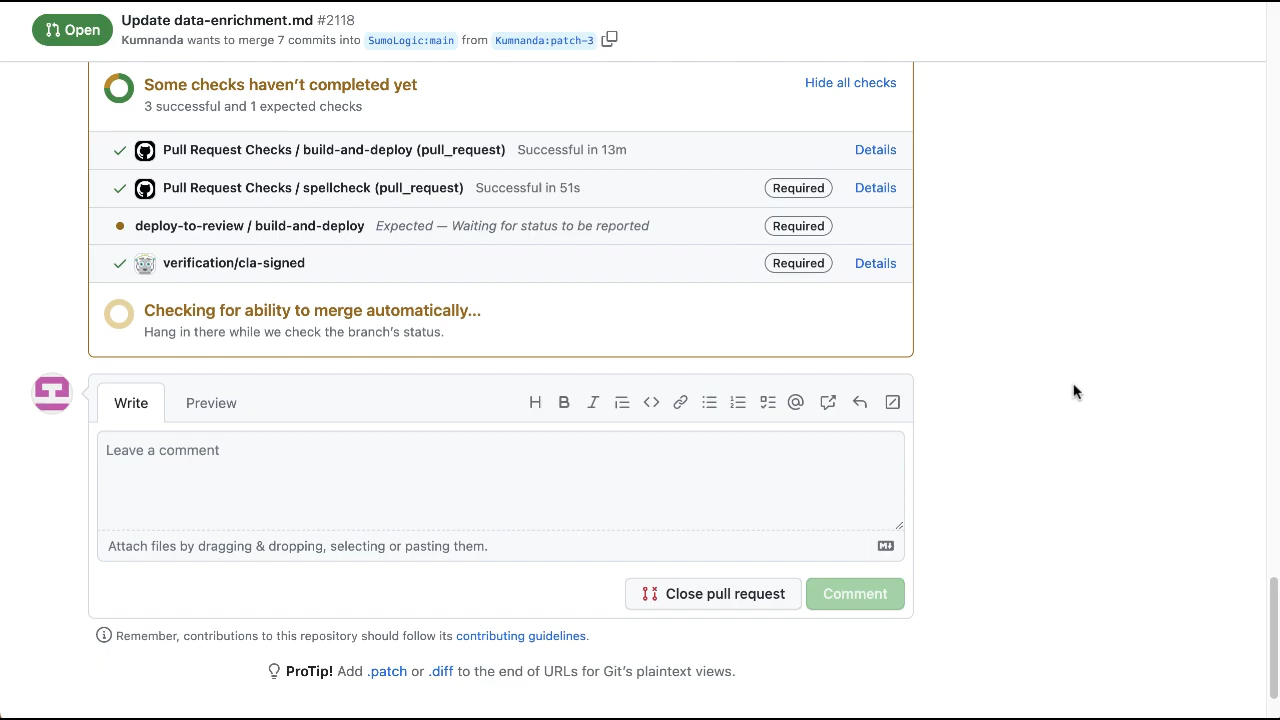 Open
Update data-enrichment.md #2118
Kumnanda wants to merge 7 commits into SumoLogic:main from Kumnanda:patch-3
Some checks haven’t completed yet
Hide all checks
3 successful and 1 expected checks
Pull Request Checks / build-and-deploy (pull_request) Successful in 13m Details
Pull Request Checks / spellcheck (pull_request) Successful in 51s Required Details
deploy-to-review / build-and-deploy Expected — Waiting for status to be reported Required
verification/cla-signed Required Details
Checking for ability to merge automatically...
Hang in there while we check the branch’s status.
Write Preview
Leave a comment
Attach files by dragging & dropping, selecting or pasting them.
Close pull request Comment
Remember, contributions to this repository should follow its contributing guidelines.
ProTip! Add .patch or .diff to the end of URLs for Git’s plaintext views.